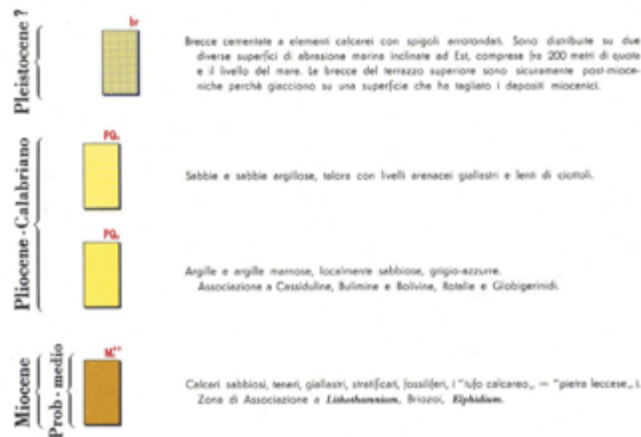 Pleistocene ?
br
Brecce cementate a elementi calcarei con spigoli arrotondati. Sono distribuite su due
diverse superfici di abrasione marina inclinate ad Est, comprese fra 200 metri di quota
e il livello del mare. Le brecce del terrazzo superiore sono sicuramente post-mioce-
niche perchè giacciono su una superficie che ha tagliato i depositi miocenici.
Pliocene - Calabriano
Sabbie e sabbie argillose, talora con livelli arenacei giallastri e lenti di ciottoli.
Argille e argille marnose, localmente sabbiose, grigio-azzurre.
Associazione a Cassiduline, Bulimine e Bolivine, Rotalie e Globigerinidi.
Miocene
Prob - medio
Calcari sabbiosi, teneri, giallastri, stratificati, fossiliferi, ("tufo calcareo„ = "pietra leccese„).
Zona di Associazione a Lithothamnium, Briozoi, Elphidium.